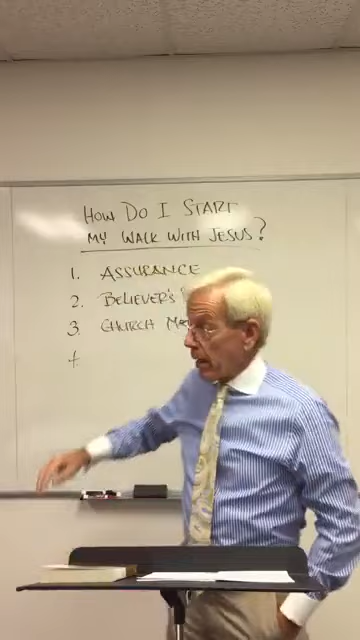 HOW DO I START
MY WALK WITH JESUS?
1. ASSURANCE
2. BELIEVER'S
3. CHURCH
4.